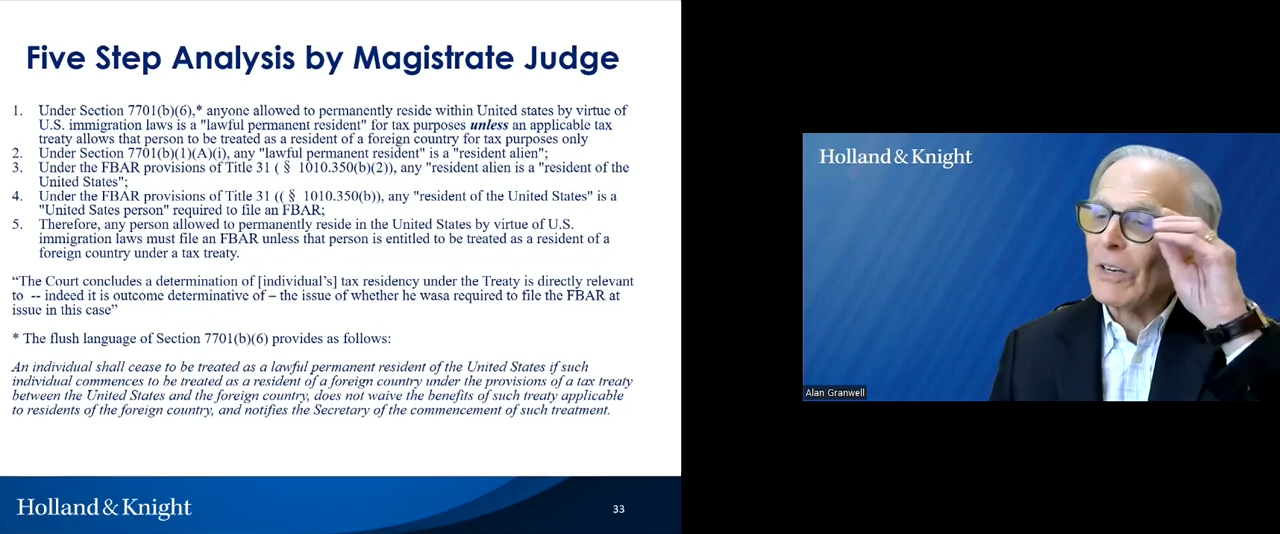 Five Step Analysis by Magistrate Judge
1. Under Section 7701(b)(6),* anyone allowed to permanently reside within United states by virtue of
U.S. immigration laws is a "lawful permanent resident" for tax purposes unless an applicable tax
treaty allows that person to be treated as a resident of a foreign country for tax purposes only
2. Under Section 7701(b)(1)(A)(i), any "lawful permanent resident" is a "resident alien";
3. Under the FBAR provisions of Title 31 ( § 1010.350(b)(2)), any "resident alien is a "resident of the
United States";
4. Under the FBAR provisions of Title 31 (( § 1010.350(b)), any "resident of the United States" is a
"United Sates person" required to file an FBAR;
5. Therefore, any person allowed to permanently reside in the United States by virtue of U.S.
immigration laws must file an FBAR unless that person is entitled to be treated as a resident of a
foreign country under a tax treaty.
“The Court concludes a determination of [individual’s] tax residency under the Treaty is directly relevant
to -- indeed it is outcome determinative of – the issue of whether he wasa required to file the FBAR at
issue in this case”
* The flush language of Section 7701(b)(6) provides as follows:
An individual shall cease to be treated as a lawful permanent resident of the United States if such
individual commences to be treated as a resident of a foreign country under the provisions of a tax treaty
between the United States and the foreign country, does not waive the benefits of such treaty applicable
to residents of the foreign country, and notifies the Secretary of the commencement of such treatment.
Holland & Knight
33
Holland & Knight
Alan Granwell